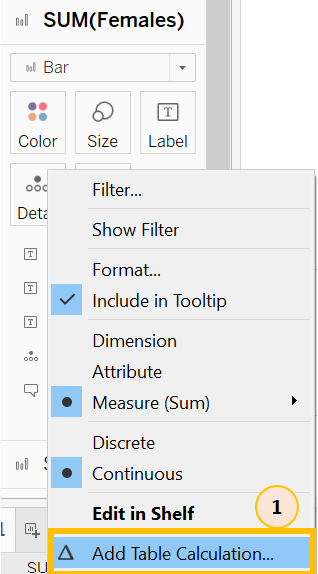 SUM(Females)
Bar
Color Size Label
Deta
Filter...
Show Filter
Format...
Include in Tooltip
Dimension
Attribute
Measure (Sum)
Discrete
Continuous
Edit in Shelf
1
Add Table Calculation...
SU